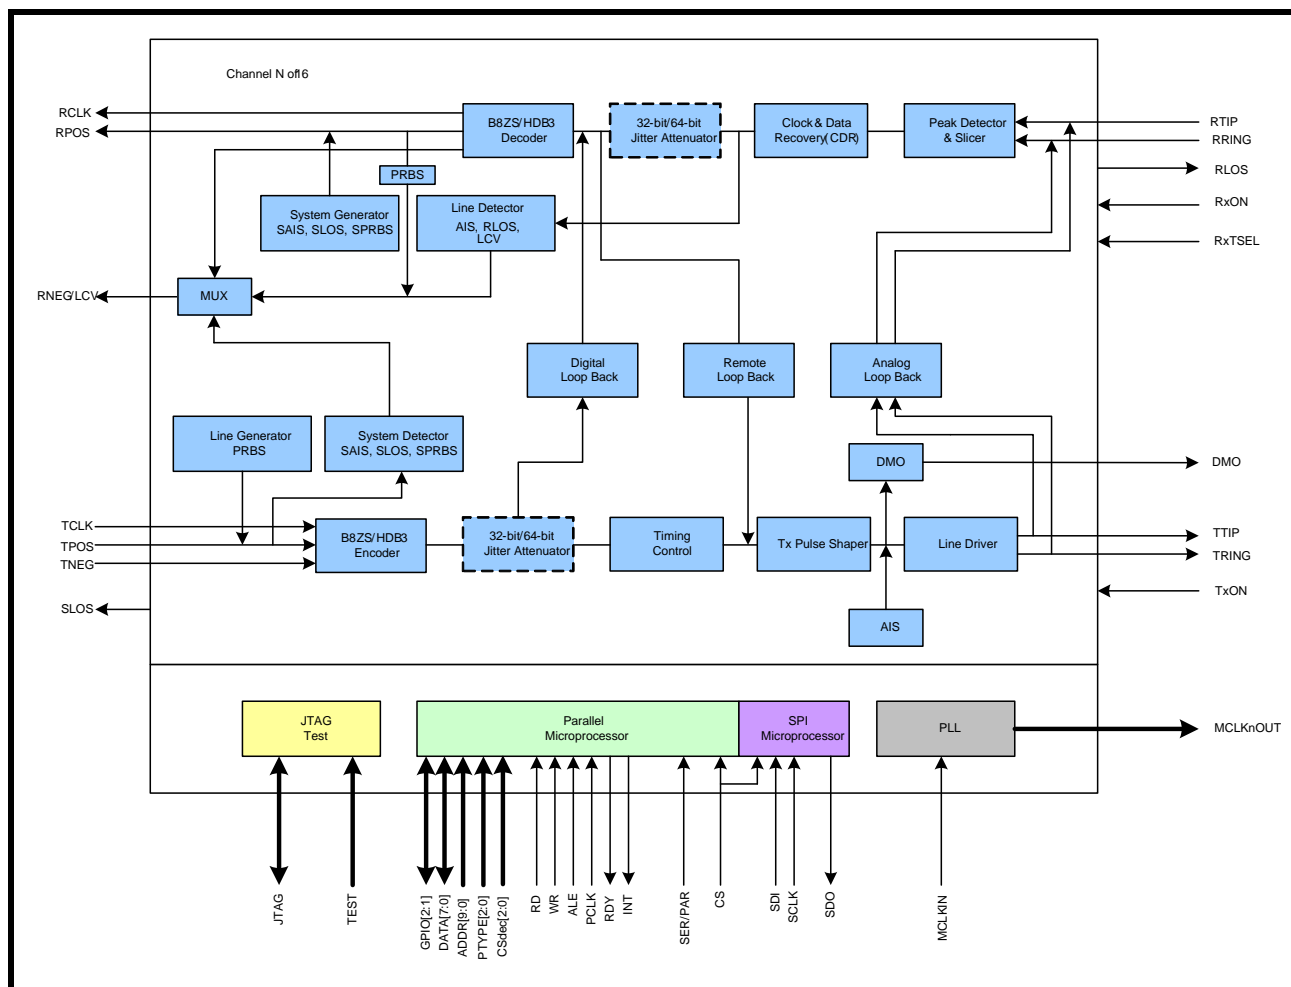 Channel N of16
RCLK
RPOS
B8ZS/HDB3
Decoder
32-bit/64-bit
Jitter Attenuator
Clock & Data
Recovery(CDR)
Peak Detector
& Slicer
RTIP
RRING
RLOS
RxON
RxTSEL
PRBS
System Generator
SAIS, SLOS, SPRBS
Line Detector
AIS, RLOS,
LCV
RNEG/LCV
MUX
Digital
Loop Back
Remote
Loop Back
Analog
Loop Back
Line Generator
PRBS
System Detector
SAIS, SLOS, SPRBS
DMO
DMO
TCLK
TPOS
TNEG
B8ZS/HDB3
Encoder
32-bit/64-bit
Jitter Attenuator
Timing
Control
Tx Pulse Shaper
Line Driver
TTIP
TRING
TxON
SLOS
AIS
JTAG
Test
Parallel
Microprocessor
SPI
Microprocessor
PLL
MCLKnOUT
JTAG
TEST
GPIO[2:1]
DATA[7:0]
ADDR[9:0]
PTYPE[2:0]
CSdec[2:0]
RD
WR
ALE
PCLK
RDY
INT
SER/PAR
CS
SDI
SCLK
SDO
MCLKIN